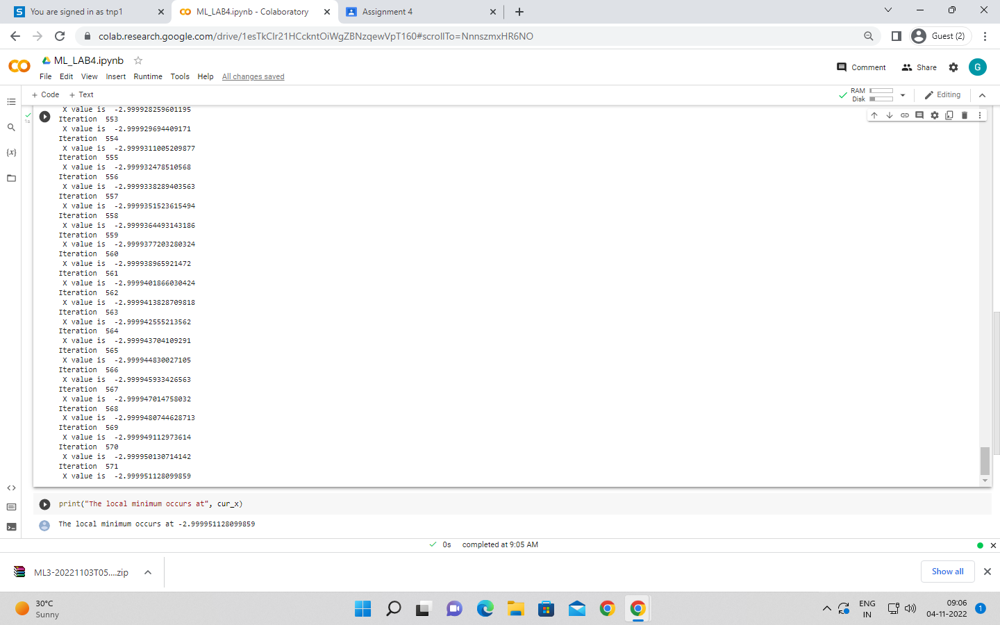 You are signed in as tnp1
ML_LAB4.ipynb - Colaboratory
Assignment 4
colab.research.google.com/drive/1esTkClr21HCckntOiWgZBNzqewVpT160#scrollTo=NnnszmxHR6NO
Guest (2)
ML_LAB4.ipynb
File Edit View Insert Runtime Tools Help All changes saved
Comment
Share
G
+ Code + Text
RAM
Disk
Editing
1s
X value is -2.999928259601195
Iteration 553
X value is -2.999929694409171
Iteration 554
X value is -2.9999311005209877
Iteration 555
X value is -2.999932478510568
Iteration 556
X value is -2.9999338289403563
Iteration 557
X value is -2.9999351523615494
Iteration 558
X value is -2.9999364493143186
Iteration 559
X value is -2.9999377203280324
Iteration 560
X value is -2.999938965921472
Iteration 561
X value is -2.9999401866030424
Iteration 562
X value is -2.9999413828709818
Iteration 563
X value is -2.999942555213562
Iteration 564
X value is -2.999943704109291
Iteration 565
X value is -2.999944830027105
Iteration 566
X value is -2.999945933426563
Iteration 567
X value is -2.999947014758032
Iteration 568
X value is -2.9999480744628713
Iteration 569
X value is -2.999949112973614
Iteration 570
X value is -2.999950130714142
Iteration 571
X value is -2.999951128099859
print("The local minimum occurs at", cur_x)
The local minimum occurs at -2.999951128099859
0s completed at 9:05 AM
ML3-20221103T05....zip
Show all
30°C
Sunny
ENG
IN
09:06
04-11-2022
1